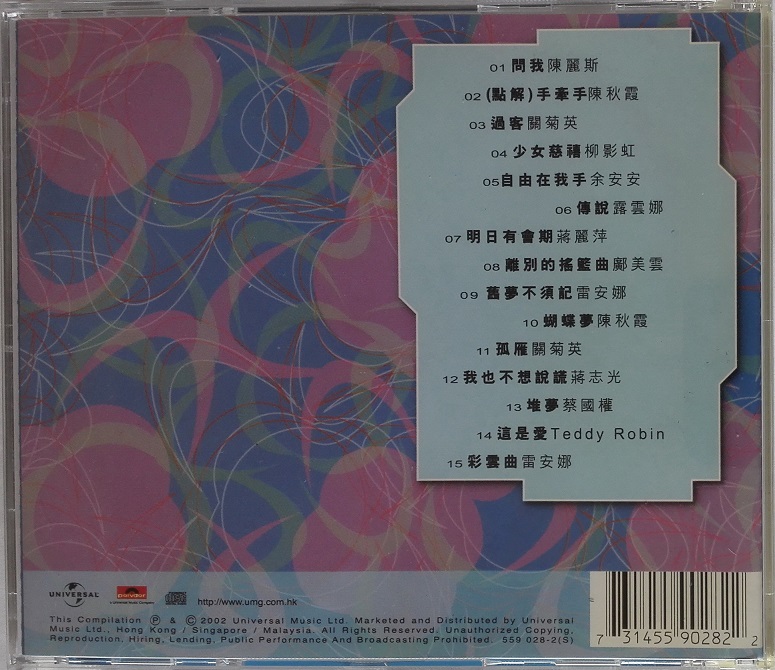 01 問我陳麗斯
02 (點解)手牽手陳秋霞
03 過客關菊英
04 少女慈禧柳影虹
05 自由在我手余安安
06 傳說露雲娜
07 明日有會期蔣麗萍
08 離別的搖籃曲鄺美雲
09 舊夢不須記雷安娜
10 蝴蝶夢陳秋霞
11 孤雁關菊英
12 我也不想說謊蔣志光
13 堆夢蔡國權
14 這是愛Teddy Robin
15 彩雲曲雷安娜
UNIVERSAL polydor http://www.umg.com.hk
a universal music company
This Compilation Ⓟ & © 2002 Universal Music Ltd. Marketed and Distributed by Universal
Music Ltd., Hong Kong / Singapore / Malaysia. All Rights Reserved. Unauthorized Copying,
Reproduction, Hiring, Lending, Public Performance And Broadcasting Prohibited. 559 028-2(S)
7 31455 90282 2